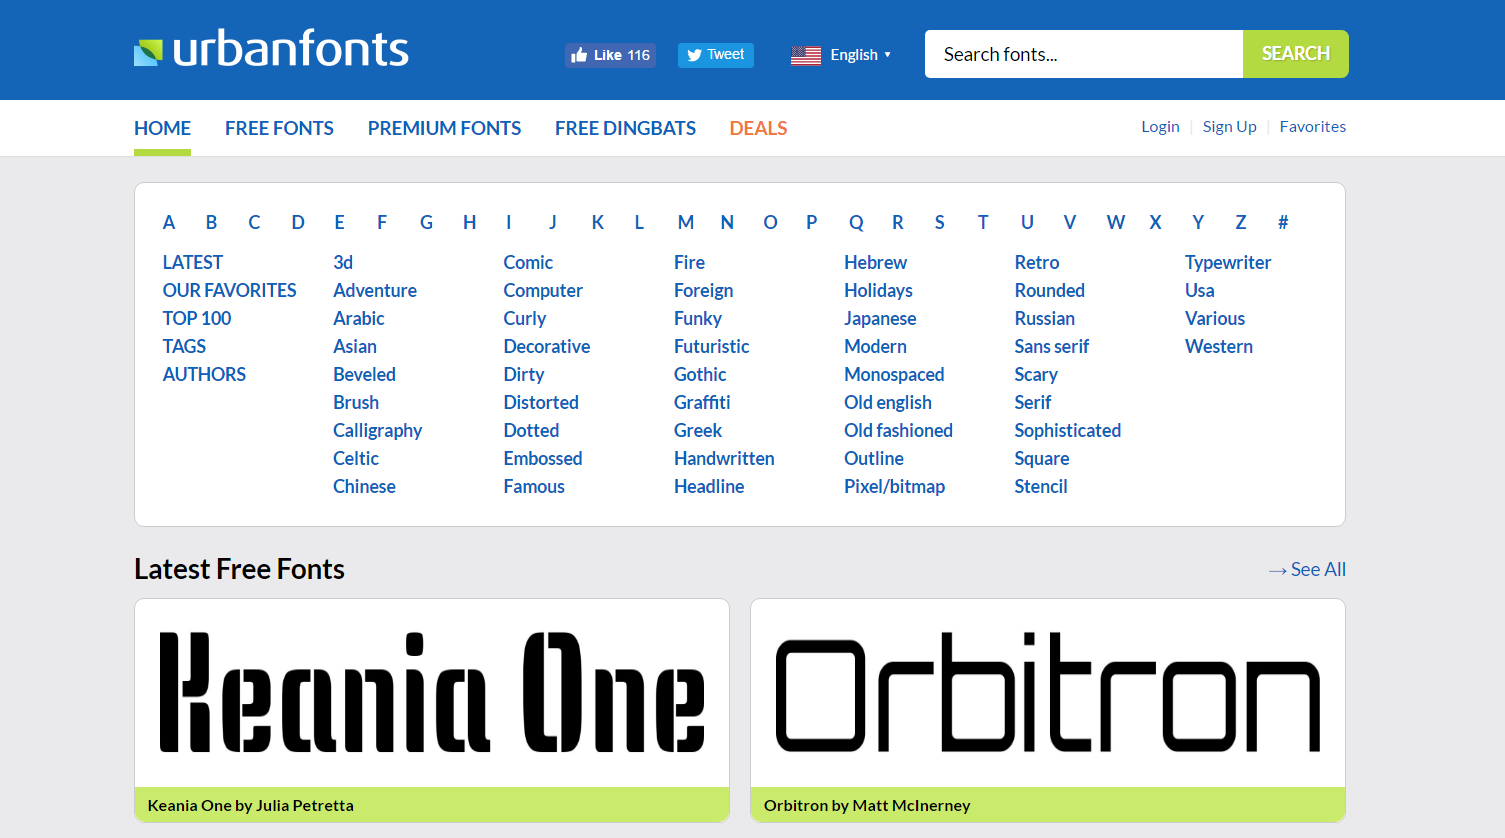 urbanfonts
Like 116
Tweet
English
Search fonts...
SEARCH
HOME FREE FONTS PREMIUM FONTS FREE DINGBATS DEALS
Login Sign Up Favorites
A B C D E F G H I J K L M N O P Q R S T U V W X Y Z #
LATEST
OUR FAVORITES
TOP 100
TAGS
AUTHORS
3d
Adventure
Arabic
Asian
Beveled
Brush
Calligraphy
Celtic
Chinese
Comic
Computer
Curly
Decorative
Dirty
Distorted
Dotted
Embossed
Famous
Fire
Foreign
Funky
Futuristic
Gothic
Graffiti
Greek
Handwritten
Headline
Hebrew
Holidays
Japanese
Modern
Monospaced
Old english
Old fashioned
Outline
Pixel/bitmap
Retro
Rounded
Russian
Sans serif
Scary
Serif
Sophisticated
Square
Stencil
Typewriter
Usa
Various
Western
Latest Free Fonts
→ See All
Keania One
Keania One by Julia Petretta
Orbitron
Orbitron by Matt McInerney